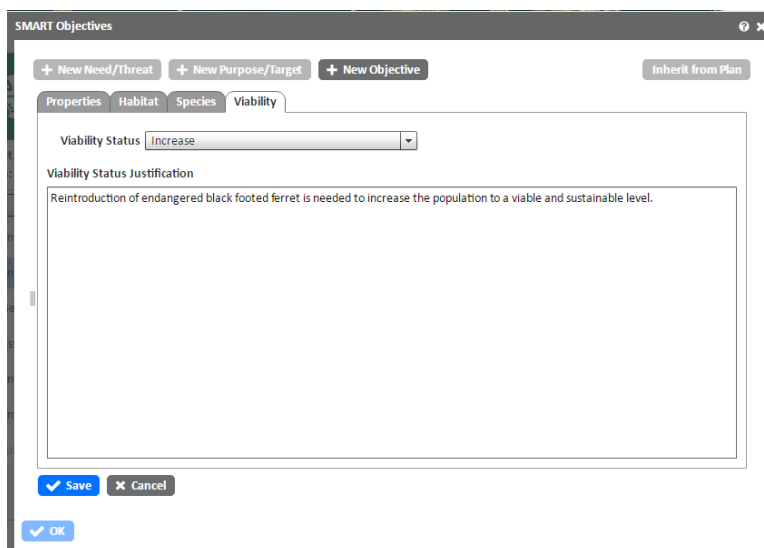 SMART Objectives
New Need/Threat
New Purpose/Target
New Objective
Inherit from Plan
Properties
Habitat
Species
Viability
Viability Status Increase
Viability Status Justification
Reintroduction of endangered black footed ferret is needed to increase the population to a viable and sustainable level.
Save
Cancel
OK